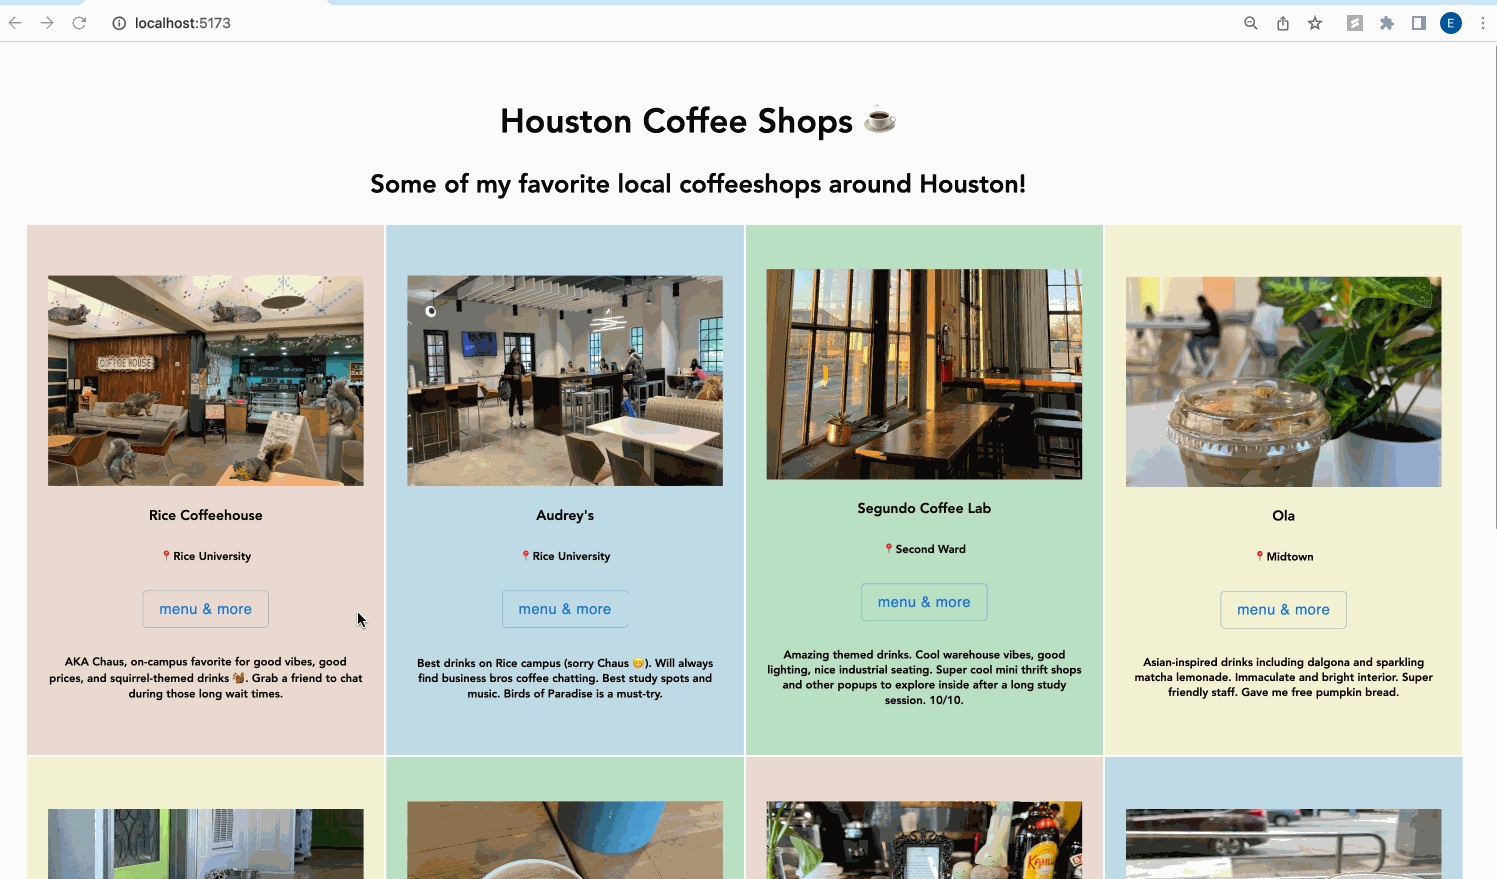 localhost:5173
E
Houston Coffee Shops ☕
Some of my favorite local coffeeshops around Houston!
COFFEE HOUSE
Rice Coffeehouse
📍Rice University
menu & more
AKA Chaus, on-campus favorite for good vibes, good
prices, and squirrel-themed drinks 🐿️. Grab a friend to chat
during those long wait times.
Audrey's
📍Rice University
menu & more
Best drinks on Rice campus (sorry Chaus 😬). Will always
find business bros coffee chatting. Best study spots and
music. Birds of Paradise is a must-try.
Segundo Coffee Lab
📍Second Ward
menu & more
Amazing themed drinks. Cool warehouse vibes, good
lighting, nice industrial seating. Super cool mini thrift shops
and other popups to explore inside after a long study
session. 10/10.
Ola
📍Midtown
menu & more
Asian-inspired drinks including dalgona and sparkling
matcha lemonade. Immaculate and bright interior. Super
friendly staff. Gave me free pumpkin bread.
KAHLÚA